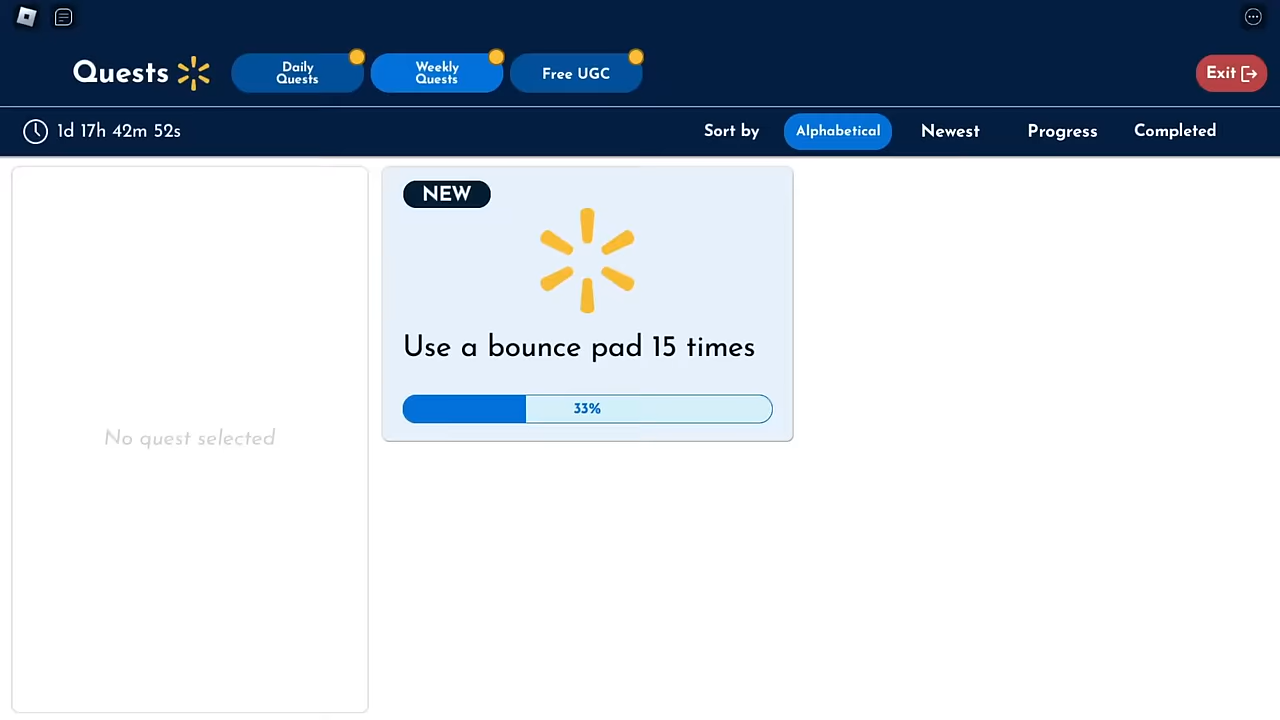 Quests
Daily
Quests
Weekly
Quests
Free UGC
Exit
1d 17h 42m 52s
Sort by
Alphabetical
Newest
Progress
Completed
NEW
Use a bounce pad 15 times
33%
No quest selected